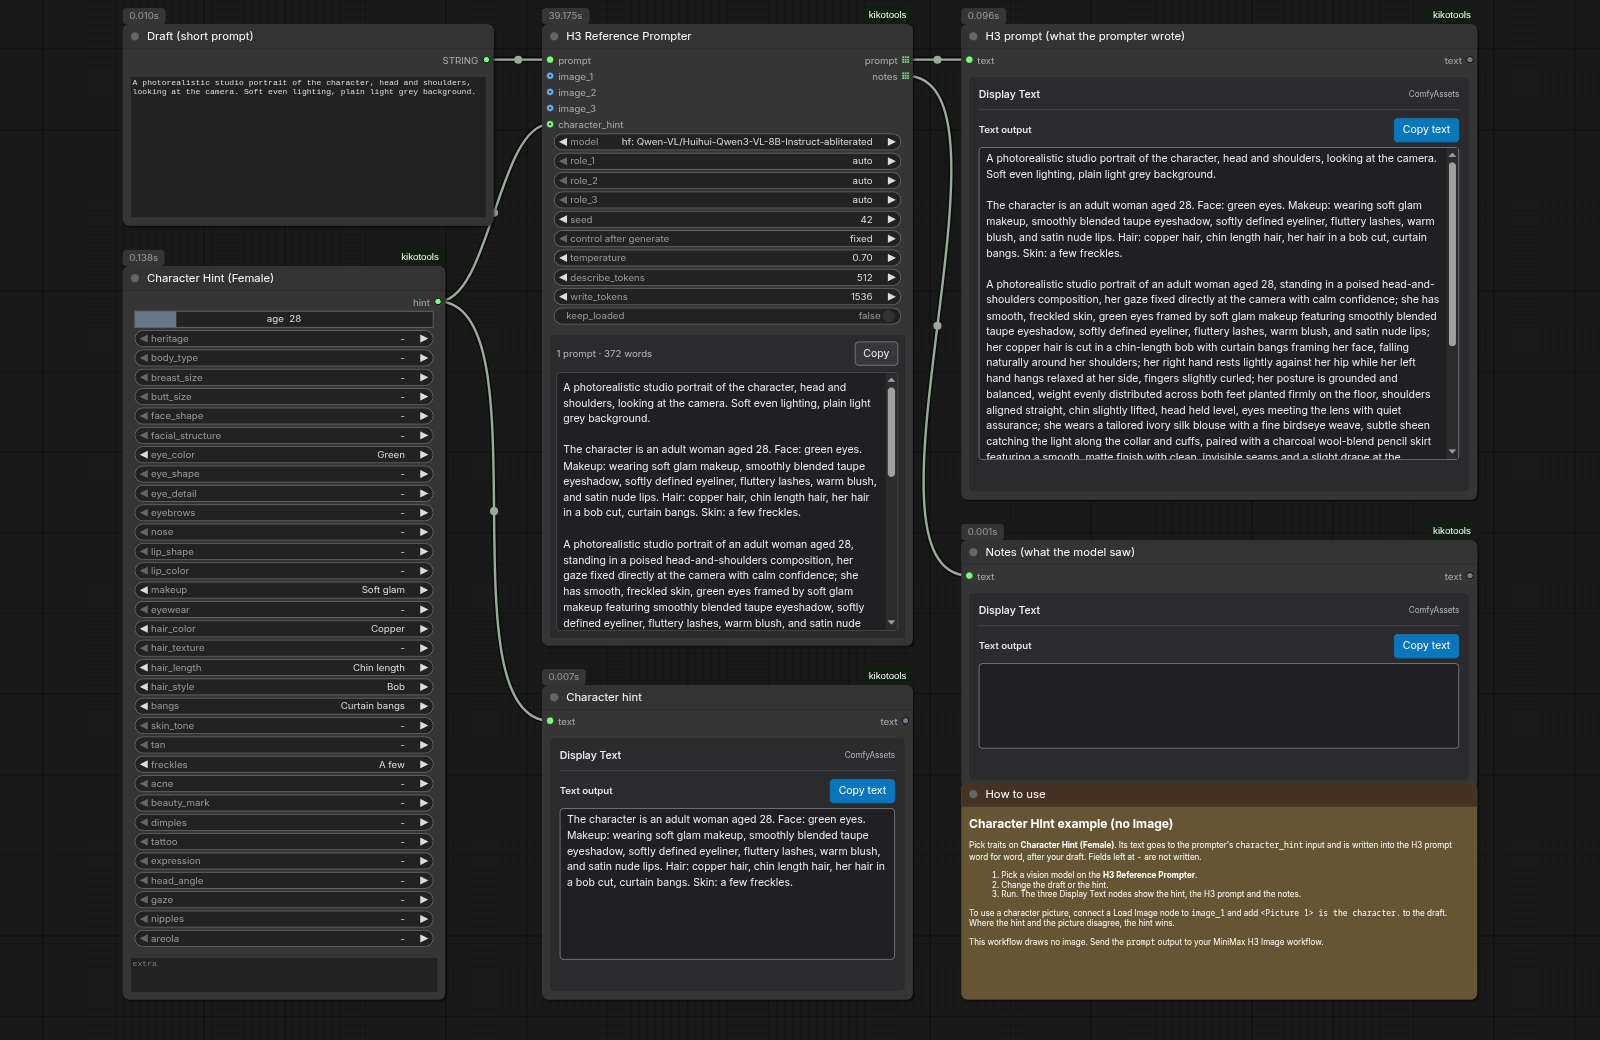 0.010s
Draft (short prompt)
STRING
A photorealistic studio portrait of the character, head and shoulders,
looking at the camera. Soft even lighting, plain light grey background.
0.138s
kikotools
Character Hint (Female)
hint
age 28
heritage -
body_type -
breast_size -
butt_size -
face_shape -
facial_structure -
eye_color Green
eye_shape -
eye_detail -
eyebrows -
nose -
lip_shape -
lip_color -
makeup Soft glam
eyewear -
hair_color Copper
hair_texture -
hair_length Chin length
hair_style Bob
bangs Curtain bangs
skin_tone -
tan -
freckles A few
acne -
beauty_mark -
dimples -
tattoo -
expression -
head_angle -
gaze -
nipples -
areola -
extra
39.175s
kikotools
H3 Reference Prompter
prompt prompt
image_1 notes
image_2
image_3
character_hint
model hf: Qwen-VL/Huihui-Qwen3-VL-8B-Instruct-abliterated
role_1 auto
role_2 auto
role_3 auto
seed 42
control after generate fixed
temperature 0.70
describe_tokens 512
write_tokens 1536
keep_loaded false
1 prompt · 372 words
Copy
A photorealistic studio portrait of the character, head and
shoulders, looking at the camera. Soft even lighting, plain light
grey background.
The character is an adult woman aged 28. Face: green eyes.
Makeup: wearing soft glam makeup, smoothly blended taupe
eyeshadow, softly defined eyeliner, fluttery lashes, warm blush,
and satin nude lips. Hair: copper hair, chin length hair, her hair
in a bob cut, curtain bangs. Skin: a few freckles.
A photorealistic studio portrait of an adult woman aged 28,
standing in a poised head-and-shoulders composition, her
gaze fixed directly at the camera with calm confidence; she
has smooth, freckled skin, green eyes framed by soft glam
makeup featuring smoothly blended taupe eyeshadow, softly
defined eyeliner, fluttery lashes, warm blush, and satin nude
0.007s
kikotools
Character hint
text text
Display Text
ComfyAssets
Text output
Copy text
The character is an adult woman aged 28. Face: green eyes.
Makeup: wearing soft glam makeup, smoothly blended taupe
eyeshadow, softly defined eyeliner, fluttery lashes, warm blush,
and satin nude lips. Hair: copper hair, chin length hair, her hair in
a bob cut, curtain bangs. Skin: a few freckles.
0.096s
kikotools
H3 prompt (what the prompter wrote)
text text
Display Text
ComfyAssets
Text output
Copy text
A photorealistic studio portrait of the character, head and shoulders, looking at the camera.
Soft even lighting, plain light grey background.
The character is an adult woman aged 28. Face: green eyes. Makeup: wearing soft glam
makeup, smoothly blended taupe eyeshadow, softly defined eyeliner, fluttery lashes, warm
blush, and satin nude lips. Hair: copper hair, chin length hair, her hair in a bob cut, curtain
bangs. Skin: a few freckles.
A photorealistic studio portrait of an adult woman aged 28, standing in a poised head-and-
shoulders composition, her gaze fixed directly at the camera with calm confidence; she has
smooth, freckled skin, green eyes framed by soft glam makeup featuring smoothly blended
taupe eyeshadow, softly defined eyeliner, fluttery lashes, warm blush, and satin nude lips;
her copper hair is cut in a chin-length bob with curtain bangs framing her face, falling
naturally around her shoulders; her right hand rests lightly against her hip while her left
hand hangs relaxed at her side, fingers slightly curled; her posture is grounded and
balanced, weight evenly distributed across both feet planted firmly on the floor, shoulders
aligned straight, chin slightly lifted, head held level, eyes meeting the lens with quiet
assurance; she wears a tailored ivory silk blouse with a fine birdseye weave, subtle sheen
catching the light along the collar and cuffs, paired with a charcoal wool-blend pencil skirt
featuring a smooth, matte finish with clean, invisible seams and a slight drape at the
0.001s
kikotools
Notes (what the model saw)
text text
Display Text
ComfyAssets
Text output
Copy text
How to use
Character Hint example (no Image)
Pick traits on Character Hint (Female). Its text goes to the prompter's character_hint input and is written into the H3 prompt
word for word, after your draft. Fields left at - are not written.
1. Pick a vision model on the H3 Reference Prompter.
2. Change the draft or the hint.
3. Run. The three Display Text nodes show the hint, the H3 prompt and the notes.
To use a character picture, connect a Load Image node to image_1 and add <Picture 1> is the character. to the draft.
Where the hint and the picture disagree, the hint wins.
This workflow draws no image. Send the prompt output to your MiniMax H3 Image workflow.